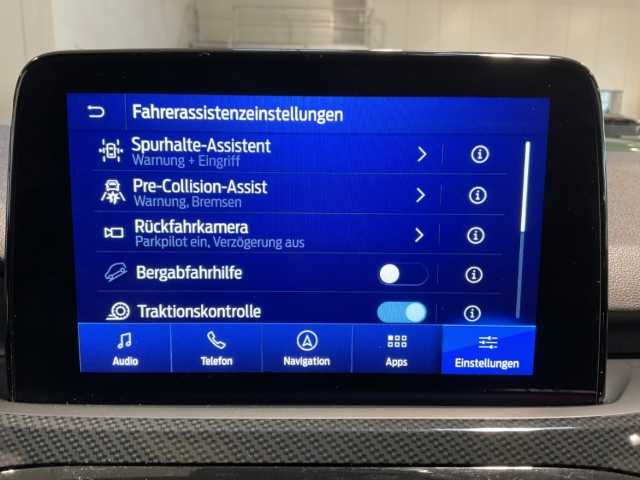 Fahrerassistenzeinstellungen
Spurhalte-Assistent
Warnung + Eingriff
Pre-Collision-Assist
Warnung, Bremsen
Rückfahrkamera
Parkpilot ein, Verzögerung aus
Bergabfahrhilfe
Traktionskontrolle
Audio
Telefon
Navigation
Apps
Einstellungen